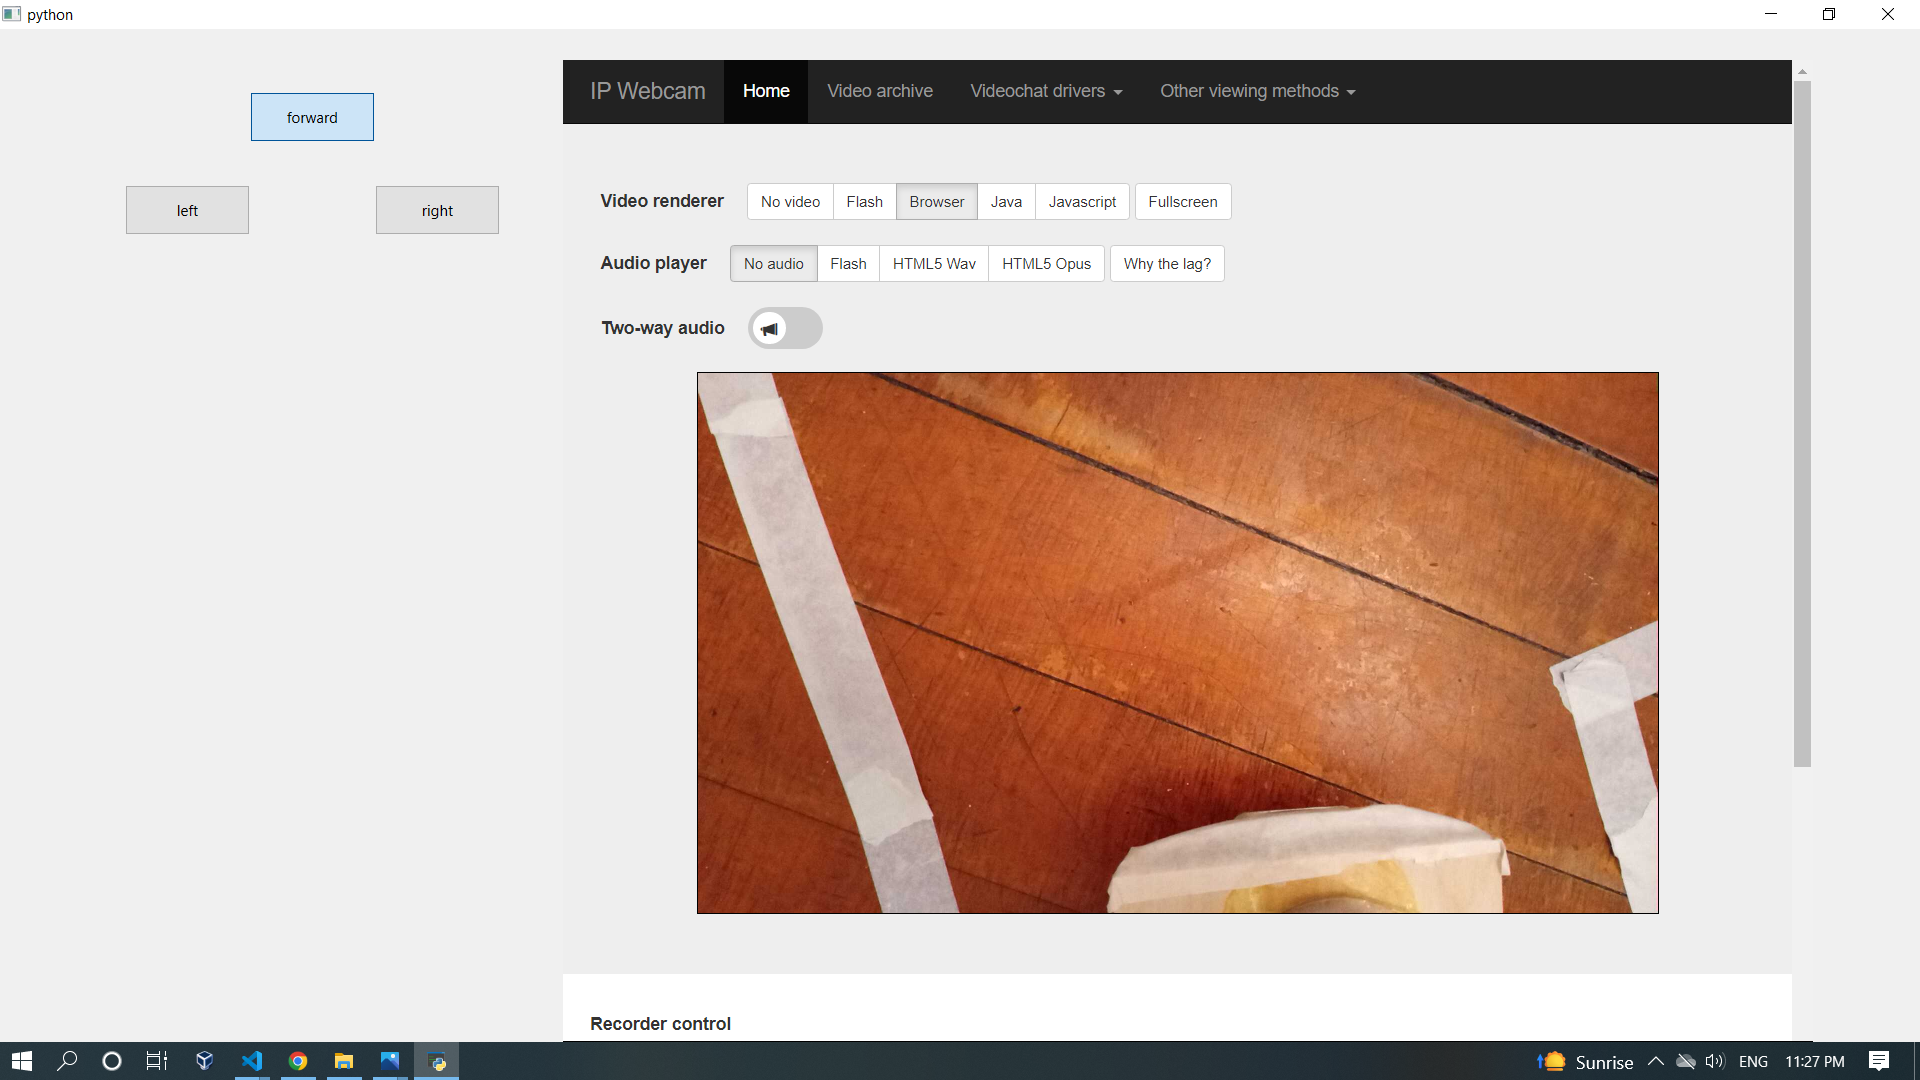 python
forward
left right
IP Webcam Home Video archive Videochat drivers Other viewing methods
Video renderer No video Flash Browser Java Javascript Fullscreen
Audio player No audio Flash HTML5 Wav HTML5 Opus Why the lag?
Two-way audio
Recorder control
Sunrise ENG 11:27 PM